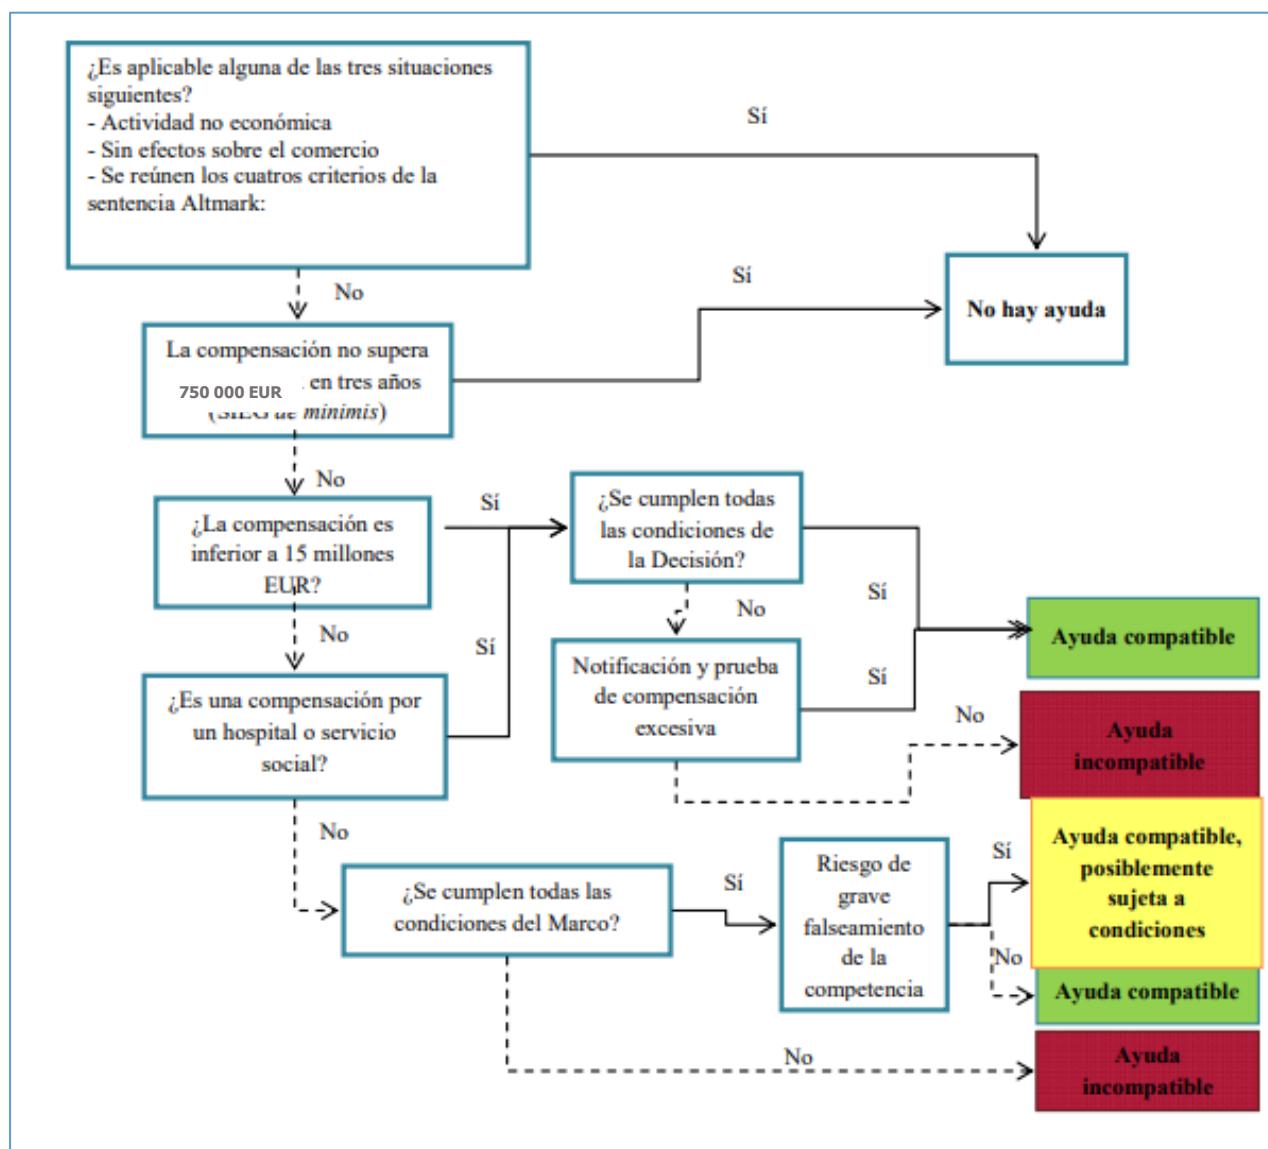 ¿Es aplicable alguna de las tres situaciones
siguientes?
- Actividad no económica
- Sin efectos sobre el comercio
- Se reúnen los cuatros criterios de la
sentencia Altmark:
Sí
No
Sí
No hay ayuda
La compensación no supera
750 000 EUR en tres años
(SIEG de minimis)
No
¿La compensación es
inferior a 15 millones
EUR?
Sí
¿Se cumplen todas
las condiciones de
la Decisión?
Sí
No
No
Sí
Ayuda compatible
¿Es una compensación por
un hospital o servicio
social?
Notificación y prueba
de compensación
excesiva
Sí
No
Ayuda
incompatible
No
¿Se cumplen todas las
condiciones del Marco?
Sí
Riesgo de
grave
falseamiento
de la
competencia
Sí
Ayuda compatible,
posiblemente
sujeta a
condiciones
No
Ayuda compatible
No
Ayuda
incompatible